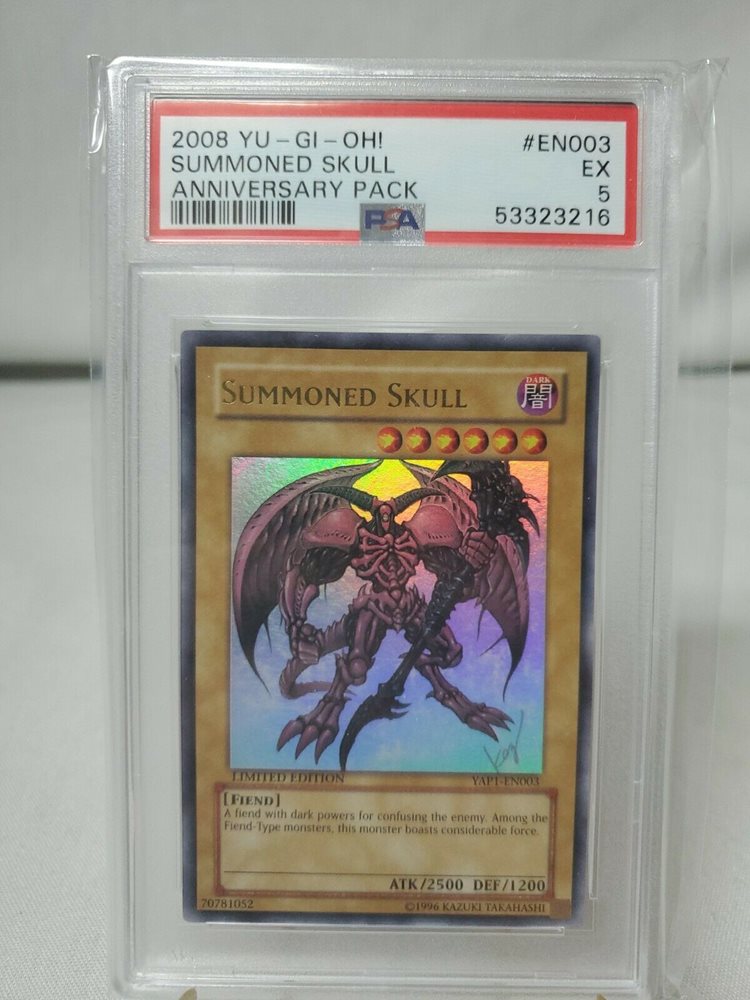 2008 YU-GI-OH! #EN003
SUMMONED SKULL EX
ANNIVERSARY PACK 5
PSA 53323216
SUMMONED SKULL
DARK
闇
Kaz
LIMITED EDITION YAP1-EN003
[FIEND]
A fiend with dark powers for confusing the enemy. Among the
Fiend-Type monsters, this monster boasts considerable force.
ATK/2500 DEF/1200
70781052 ©1996 KAZUKI TAKAHASHI